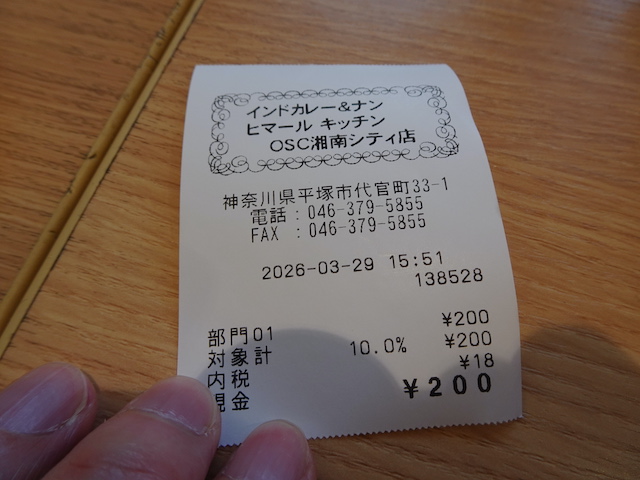 インドカレー&ナン
ヒマール キッチン
OSC湘南シティ店
神奈川県平塚市代官町33-1
電話 : 046-379-5855
FAX : 046-379-5855
2026-03-29 15:51
138528
部門01 ¥200
対象計 10.0% ¥200
内税 ¥18
現金 ¥200